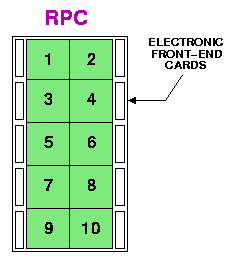 RPC
ELECTRONIC
FRONT-END
CARDS
1 2
3 4
5 6
7 8
9 10